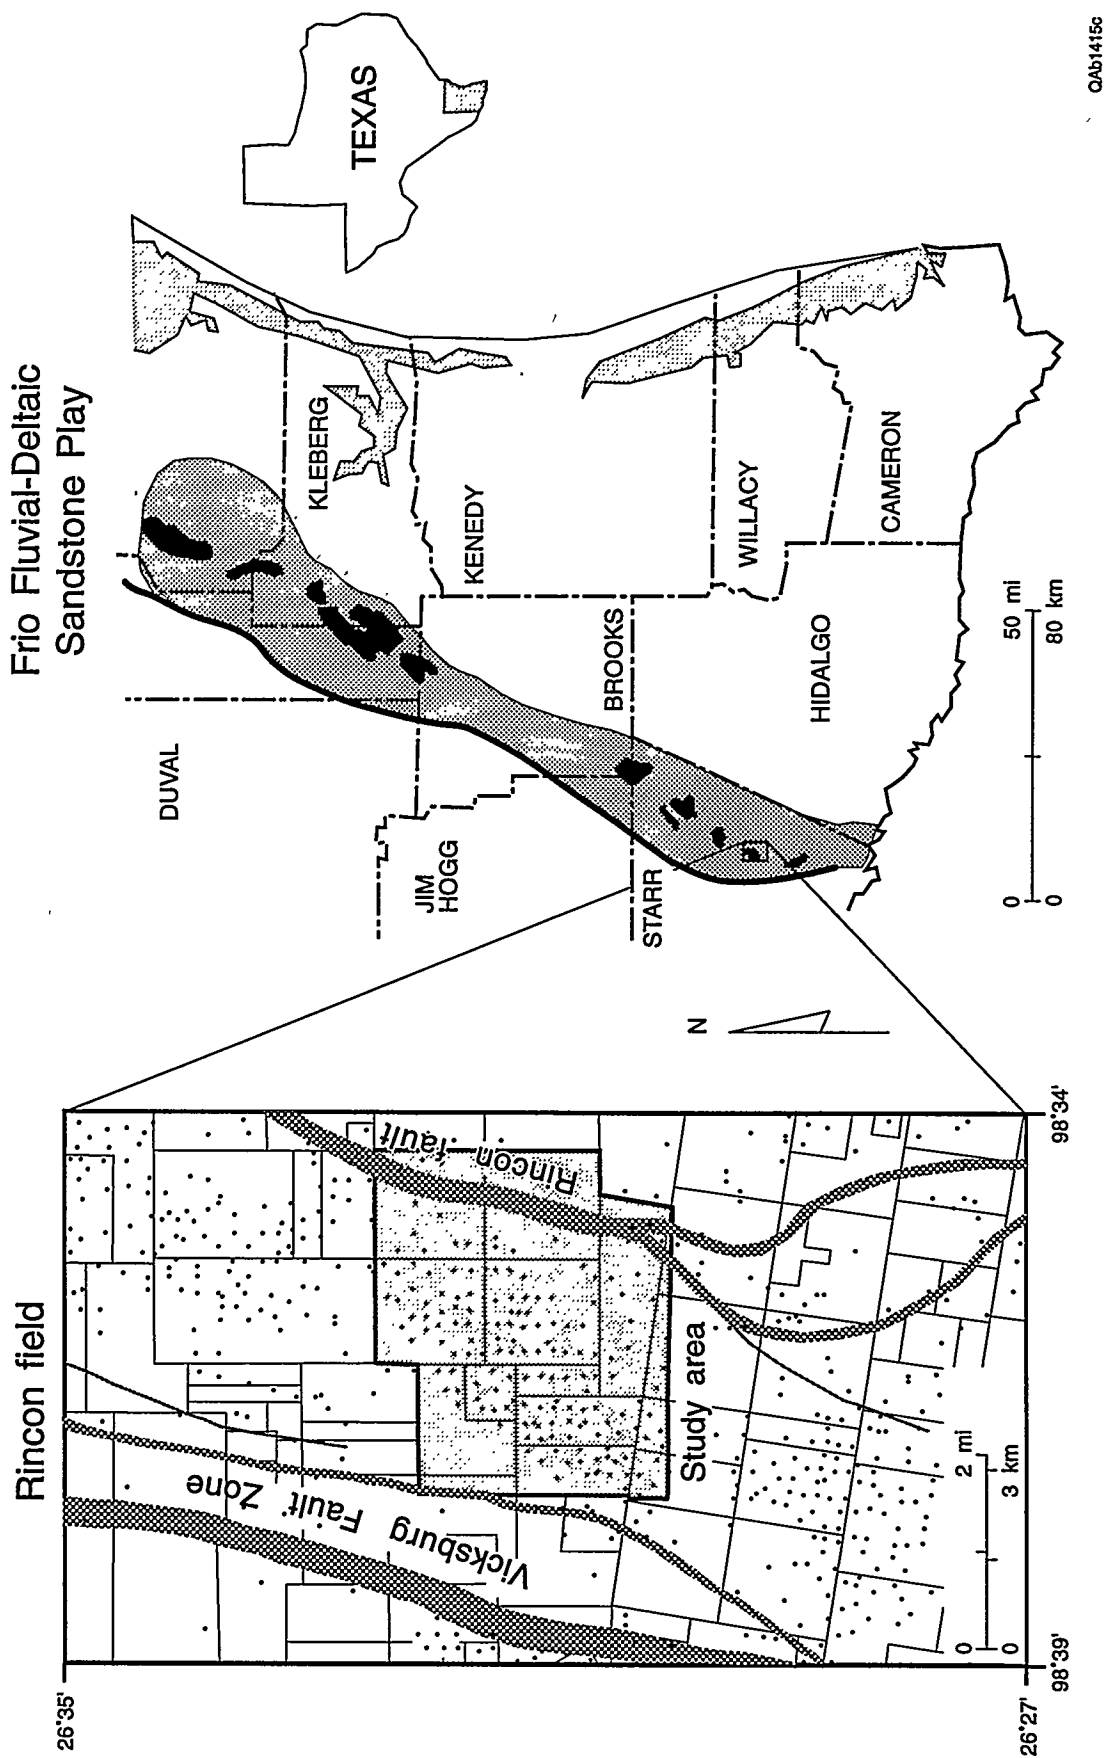 Rincon field
26°35'
26°27'
98°39'
98°34'
Vicksburg Fault Zone
Rincon
fault
Study area
0 2 mi
0 3 km
N
Frio Fluvial-Deltaic
Sandstone Play
DUVAL
JIM
HOGG
STARR
BROOKS
HIDALGO
KLEBERG
KENEDY
WILLACY
CAMERON
0 50 mi
0 80 km
TEXAS
QAb1415c